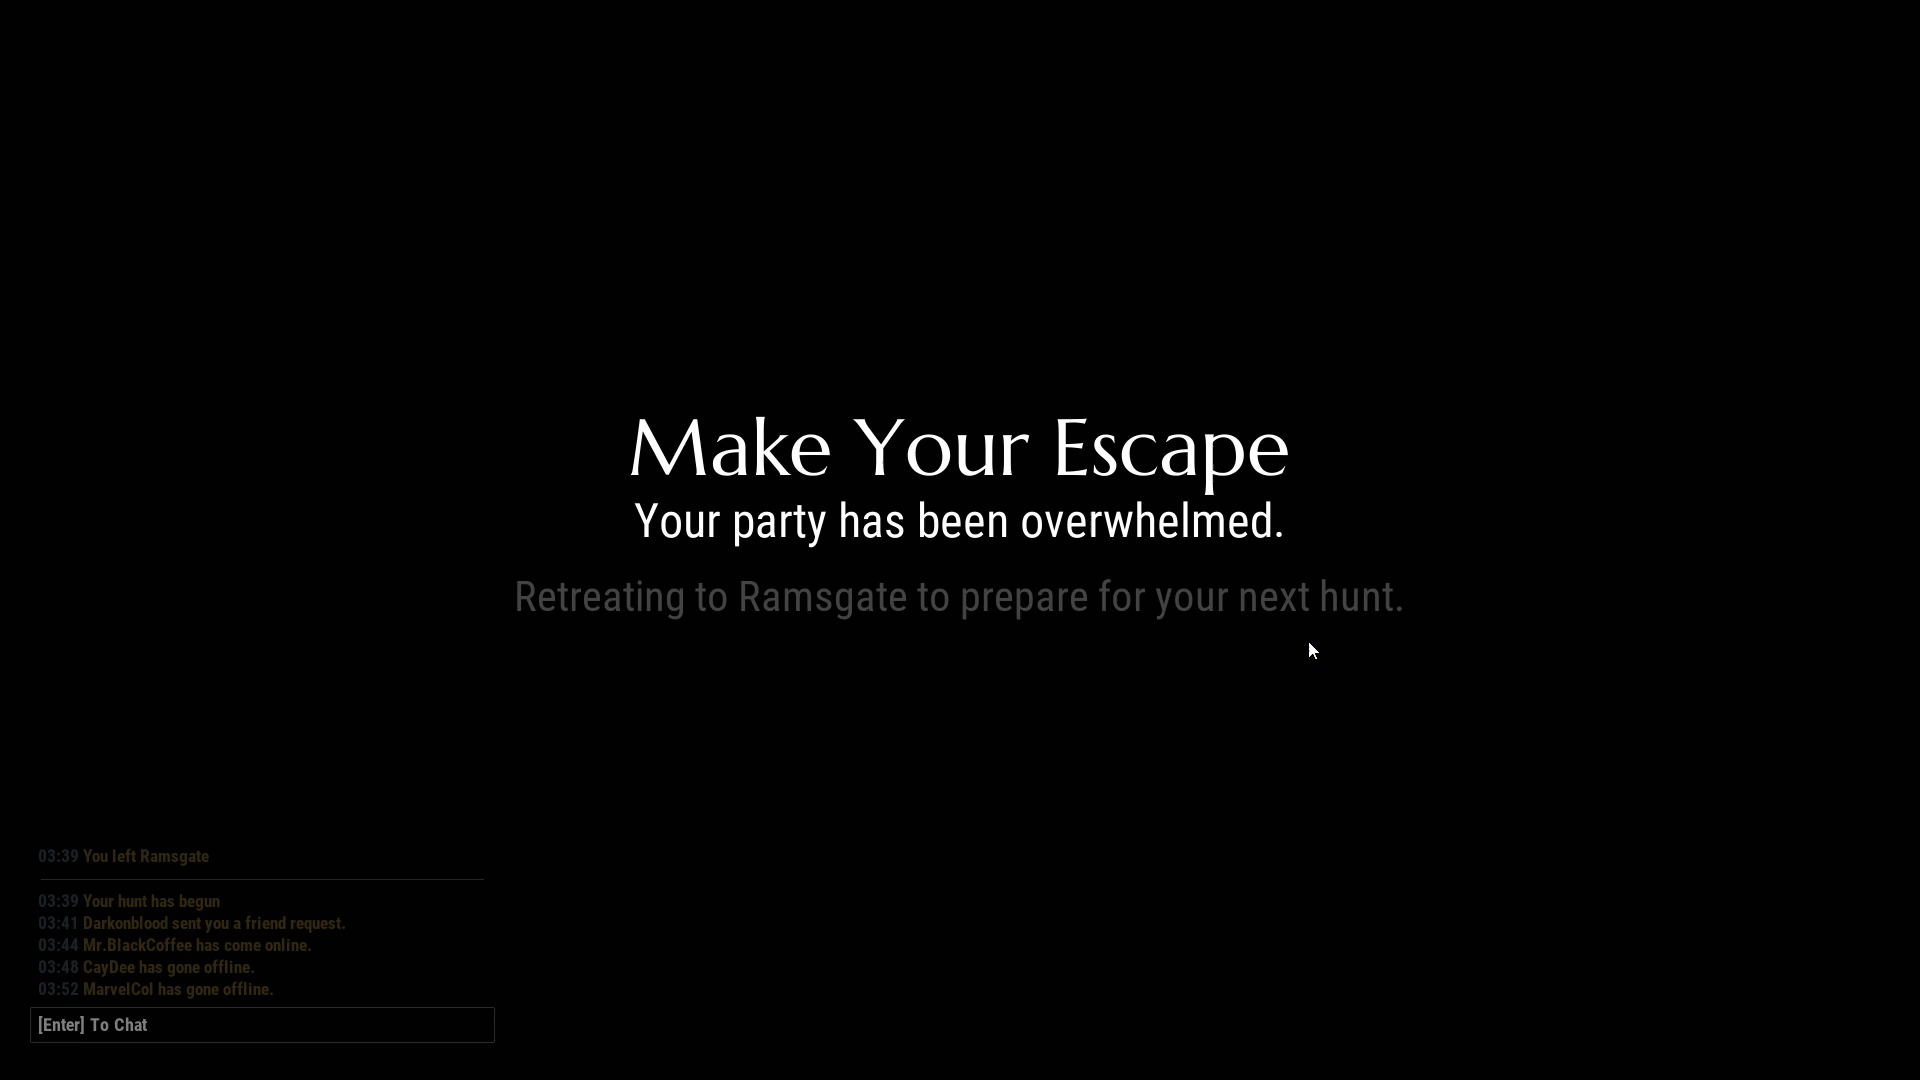 Make Your Escape
Your party has been overwhelmed.
Retreating to Ramsgate to prepare for your next hunt.
03:39 You left Ramsgate
03:39 Your hunt has begun
03:41 Darkonblood sent you a friend request.
03:44 Mr.BlackCoffee has come online.
03:48 CayDee has gone offline.
03:52 MarvelCol has gone offline.
[Enter] To Chat